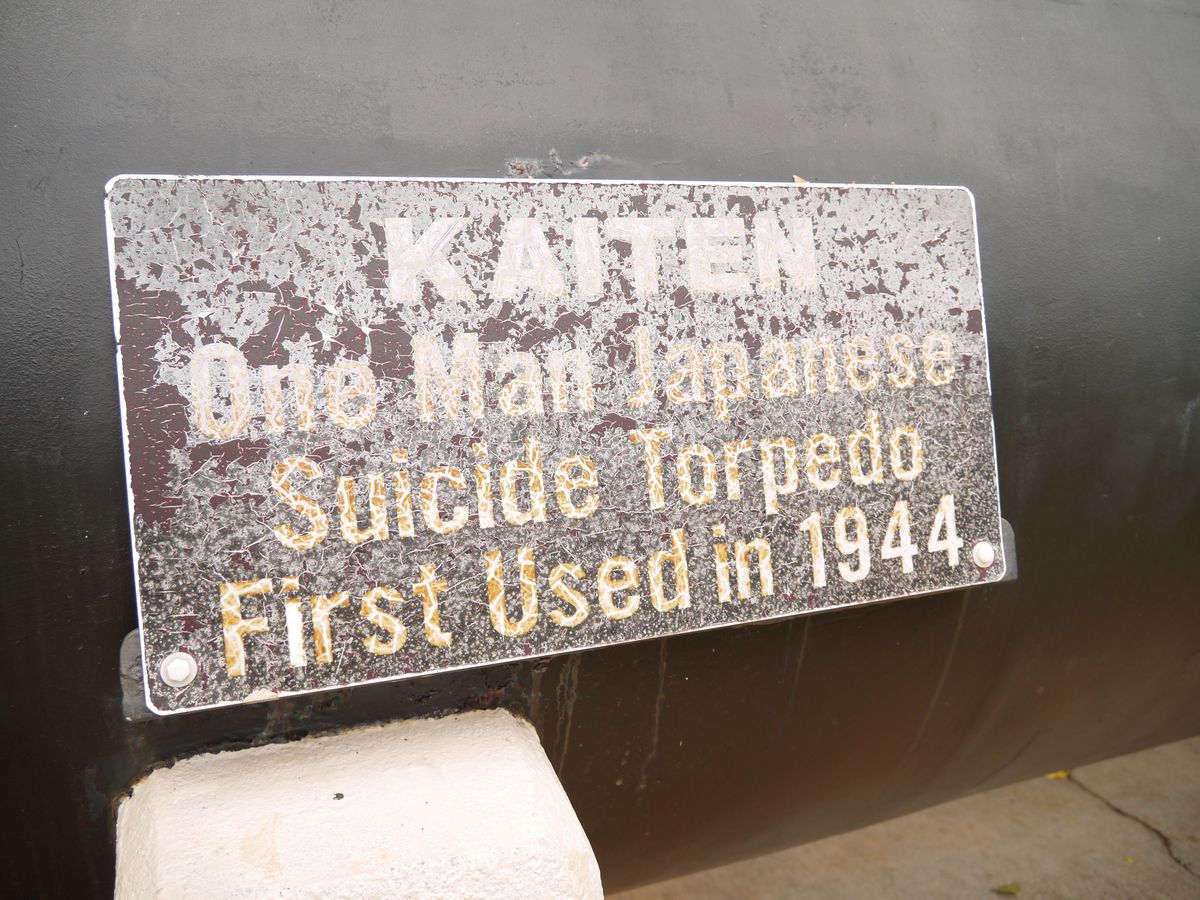 KAITEN
One Man Japanese
Suicide Torpedo
First Used in 1944